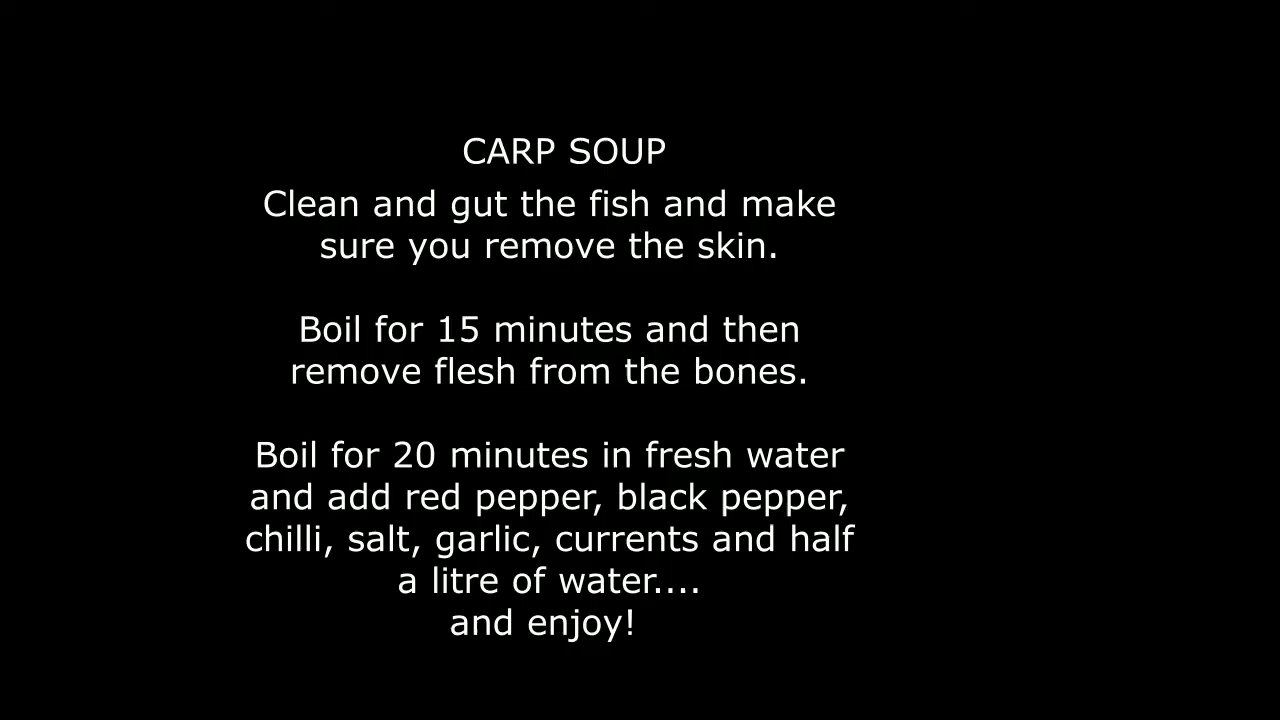 CARP SOUP
Clean and gut the fish and make
sure you remove the skin.
Boil for 15 minutes and then
remove flesh from the bones.
Boil for 20 minutes in fresh water
and add red pepper, black pepper,
chilli, salt, garlic, currents and half
a litre of water....
and enjoy!